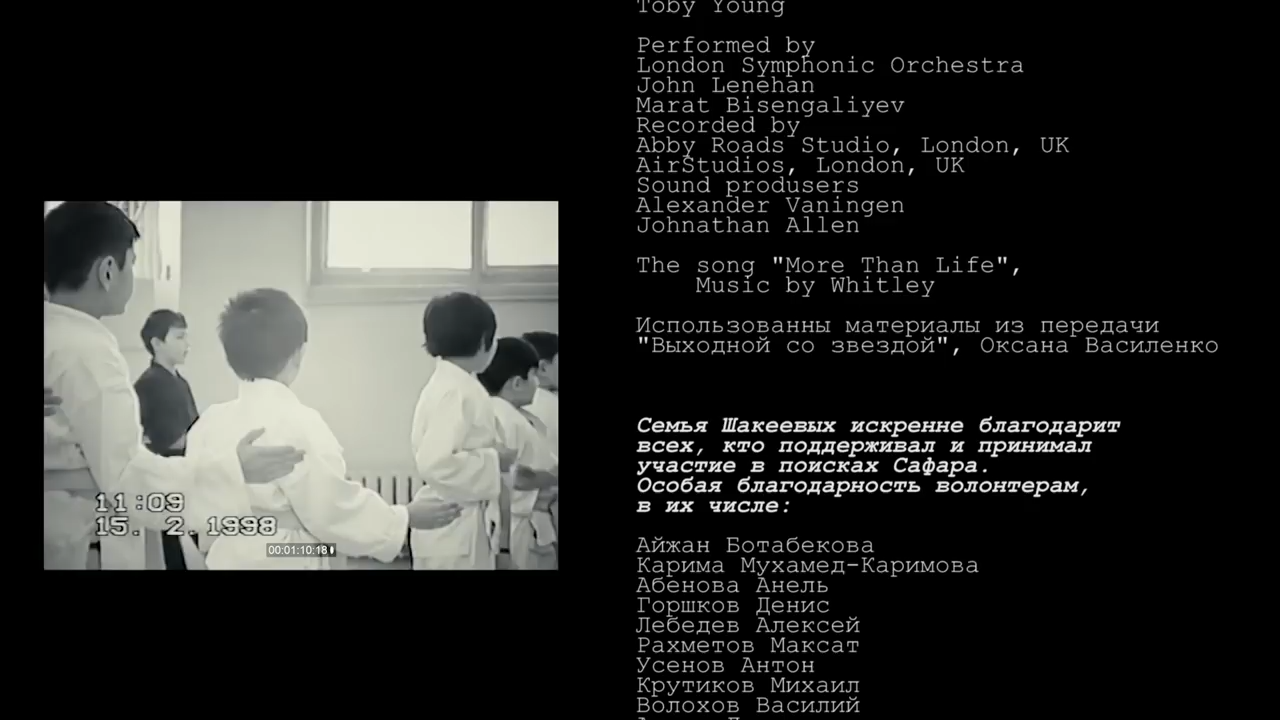 Toby Young
Performed by
London Symphonic Orchestra
John Lenehan
Marat Bisengaliyev
Recorded by
Abby Roads Studio, London, UK
AirStudios, London, UK
Sound produsers
Alexander Vaningen
Johnathan Allen
The song "More Than Life",
Music by Whitley
Использованны материалы из передачи
"Выходной со звездой", Оксана Василенко
Семья Шакеевых искренне благодарит
всех, кто поддерживал и принимал
участие в поисках Сафара.
Особая благодарность волонтерам,
в их числе:
Айжан Ботабекова
Карима Мухамед-Каримова
Абенова Анель
Горшков Денис
Лебедев Алексей
Рахметов Максат
Усенов Антон
Крутиков Михаил
Волохов Василий
11:09
15. 2.1998
00:01:10:18